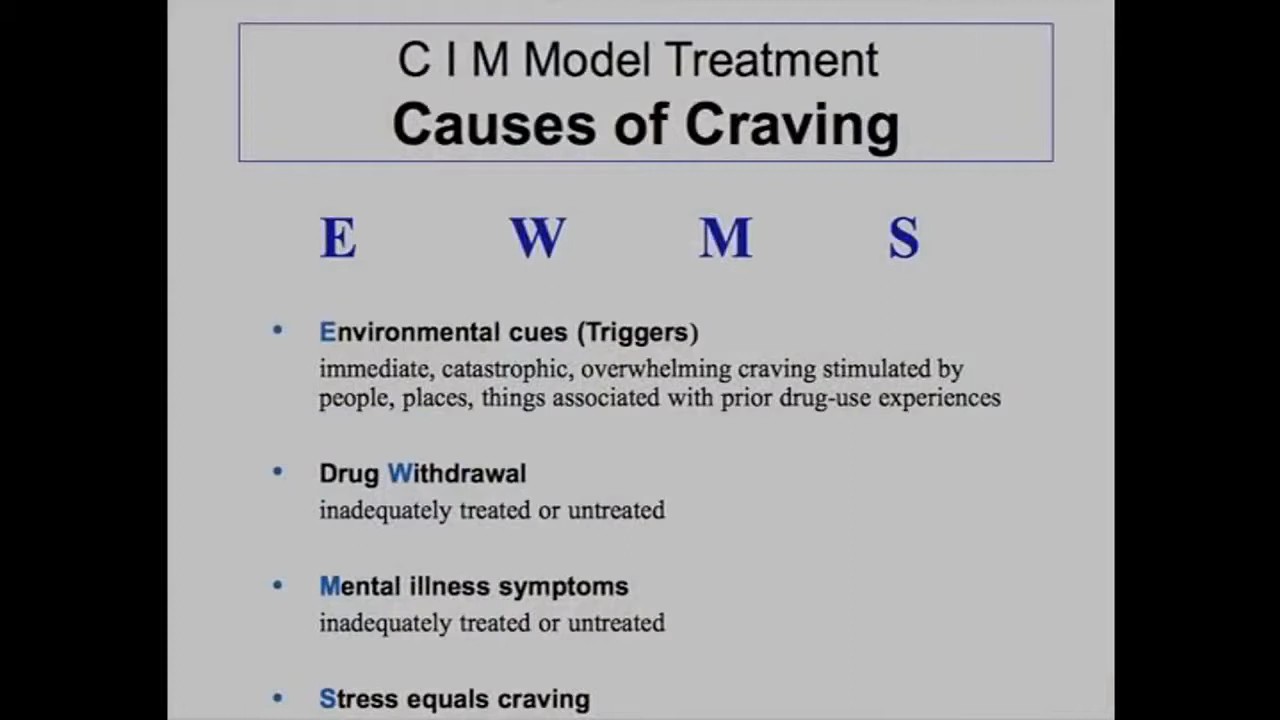 C I M Model Treatment
Causes of Craving
E W M S
• Environmental cues (Triggers)
immediate, catastrophic, overwhelming craving stimulated by
people, places, things associated with prior drug-use experiences
• Drug Withdrawal
inadequately treated or untreated
• Mental illness symptoms
inadequately treated or untreated
• Stress equals craving